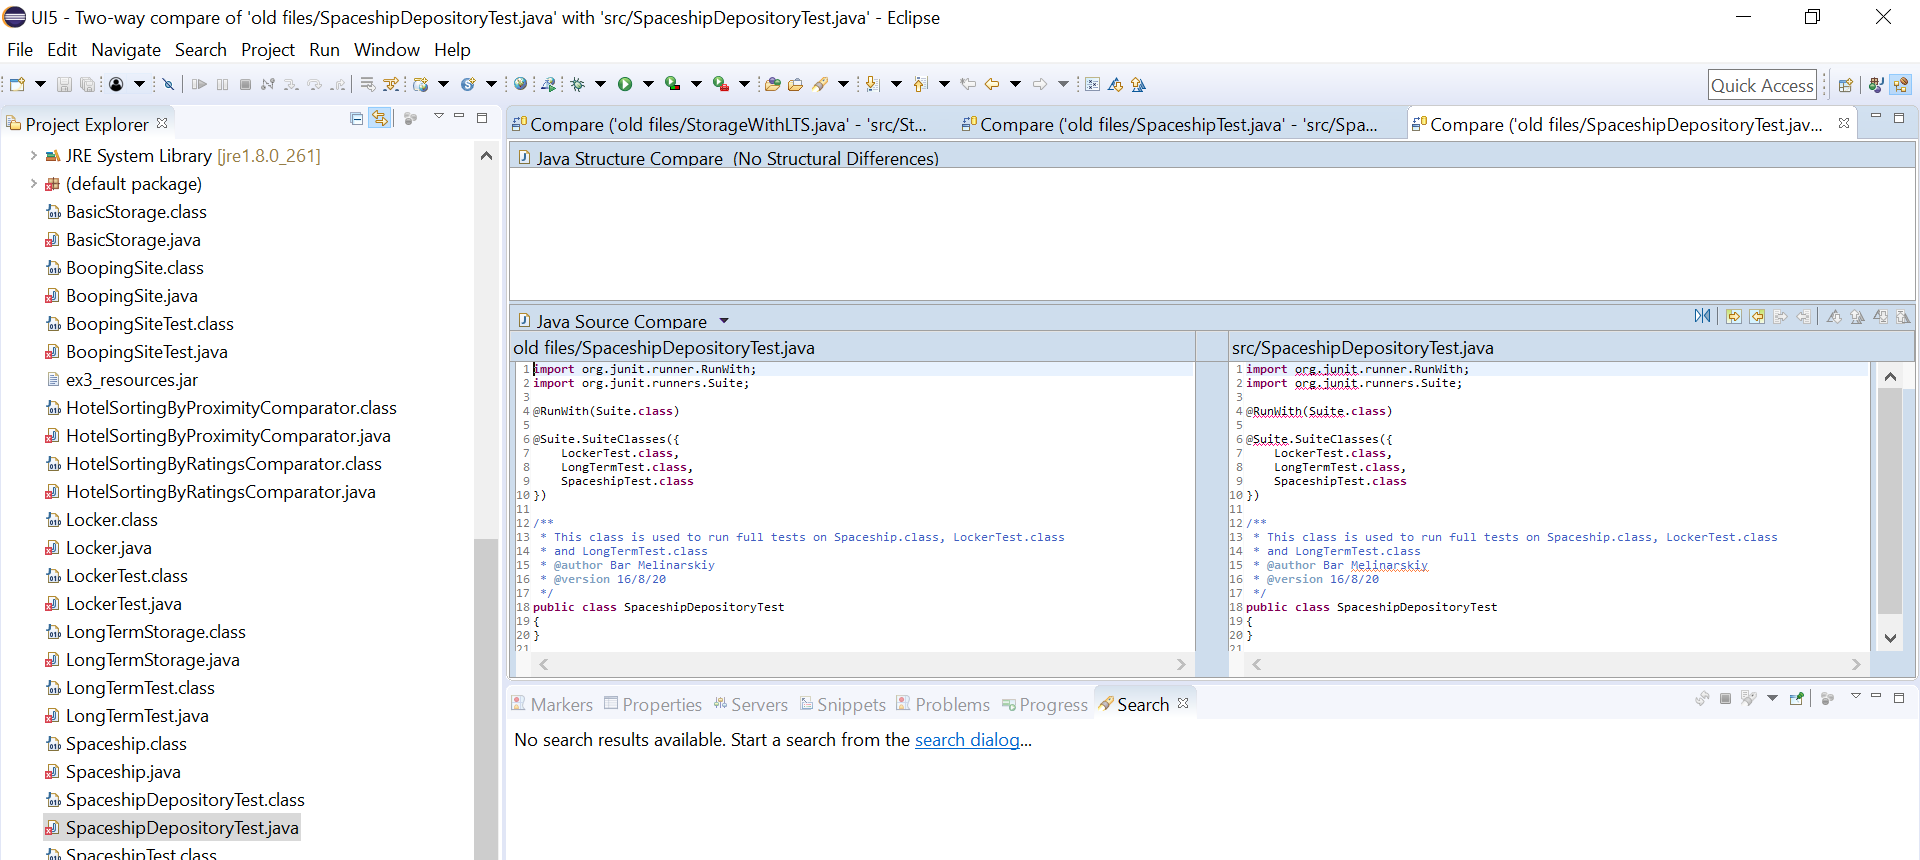 UI5 - Two-way compare of 'old files/SpaceshipDepositoryTest.java' with 'src/SpaceshipDepositoryTest.java' - Eclipse
File Edit Navigate Search Project Run Window Help
Quick Access
Project Explorer
JRE System Library [jre1.8.0_261]
(default package)
BasicStorage.class
BasicStorage.java
BoopingSite.class
BoopingSite.java
BoopingSiteTest.class
BoopingSiteTest.java
ex3_resources.jar
HotelSortingByProximityComparator.class
HotelSortingByProximityComparator.java
HotelSortingByRatingsComparator.class
HotelSortingByRatingsComparator.java
Locker.class
Locker.java
LockerTest.class
LockerTest.java
LongTermStorage.class
LongTermStorage.java
LongTermTest.class
LongTermTest.java
Spaceship.class
Spaceship.java
SpaceshipDepositoryTest.class
SpaceshipDepositoryTest.java
SpaceshipTest.class
Compare ('old files/StorageWithLTS.java' - 'src/St...
Compare ('old files/SpaceshipTest.java' - 'src/Spa...
Compare ('old files/SpaceshipDepositoryTest.jav...
Java Structure Compare (No Structural Differences)
Java Source Compare
old files/SpaceshipDepositoryTest.java
1 import org.junit.runner.RunWith;
2 import org.junit.runners.Suite;
3
4 @RunWith(Suite.class)
5
6 @Suite.SuiteClasses({
7 LockerTest.class,
8 LongTermTest.class,
9 SpaceshipTest.class
10 })
11
12 /**
13 * This class is used to run full tests on Spaceship.class, LockerTest.class
14 * and LongTermTest.class
15 * @author Bar Melinarskiy
16 * @version 16/8/20
17 */
18 public class SpaceshipDepositoryTest
19 {
20 }
21
src/SpaceshipDepositoryTest.java
1 import org.junit.runner.RunWith;
2 import org.junit.runners.Suite;
3
4 @RunWith(Suite.class)
5
6 @Suite.SuiteClasses({
7 LockerTest.class,
8 LongTermTest.class,
9 SpaceshipTest.class
10 })
11
12 /**
13 * This class is used to run full tests on Spaceship.class, LockerTest.class
14 * and LongTermTest.class
15 * @author Bar Melinarskiy
16 * @version 16/8/20
17 */
18 public class SpaceshipDepositoryTest
19 {
20 }
21
Markers Properties Servers Snippets Problems Progress Search
No search results available. Start a search from the search dialog...